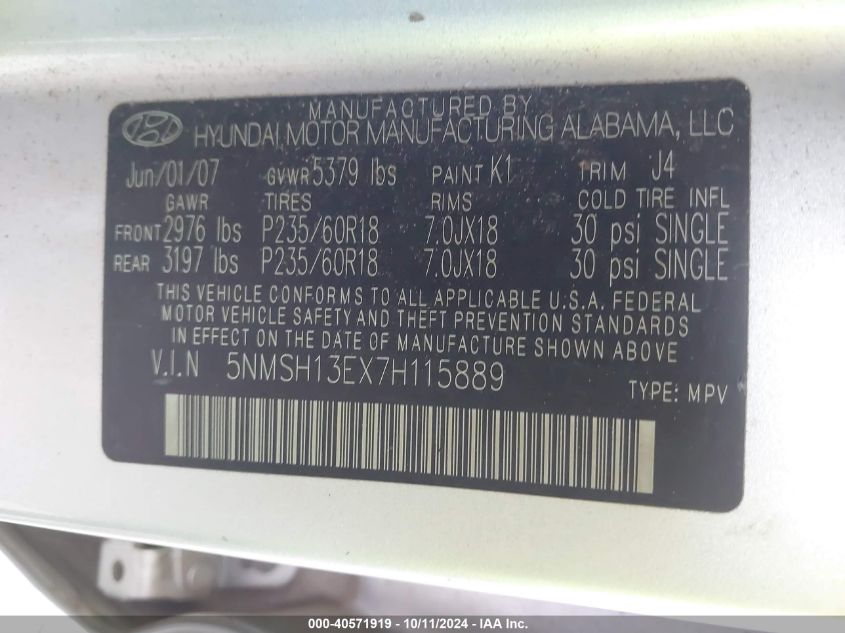 MANUFACTURED BY
HYUNDAI MOTOR MANUFACTURING ALABAMA, LLC
Jun/01/07 GVWR 5379 lbs PAINT K1 TRIM J4
GAWR TIRES RIMS COLD TIRE INFL
FRONT 2976 lbs P235/60R18 7.0JX18 30 psi SINGLE
REAR 3197 lbs P235/60R18 7.0JX18 30 psi SINGLE
THIS VEHICLE CONFORMS TO ALL APPLICABLE U.S.A. FEDERAL
MOTOR VEHICLE SAFETY AND THEFT PREVENTION STANDARDS
IN EFFECT ON THE DATE OF MANUFACTURE SHOWN ABOVE
V.I.N 5NMSH13EX7H115889
TYPE: MPV
000-40571919 - 10/11/2024 - IAA Inc.